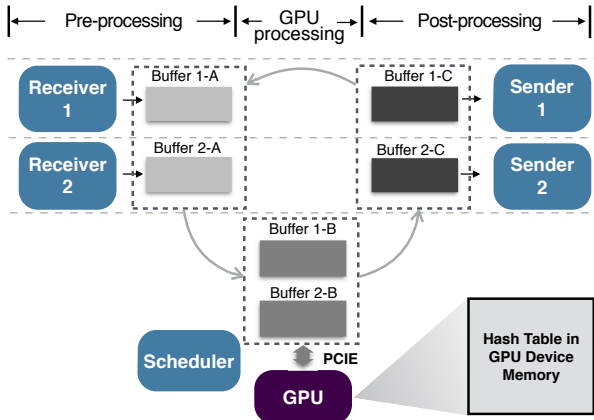 Pre-processing
GPU
processing
Post-processing
Receiver
1
Buffer 1-A
Buffer 1-C
Sender
1
Receiver
2
Buffer 2-A
Buffer 2-C
Sender
2
Buffer 1-B
Buffer 2-B
Scheduler
PCIE
GPU
Hash Table in
GPU Device
Memory